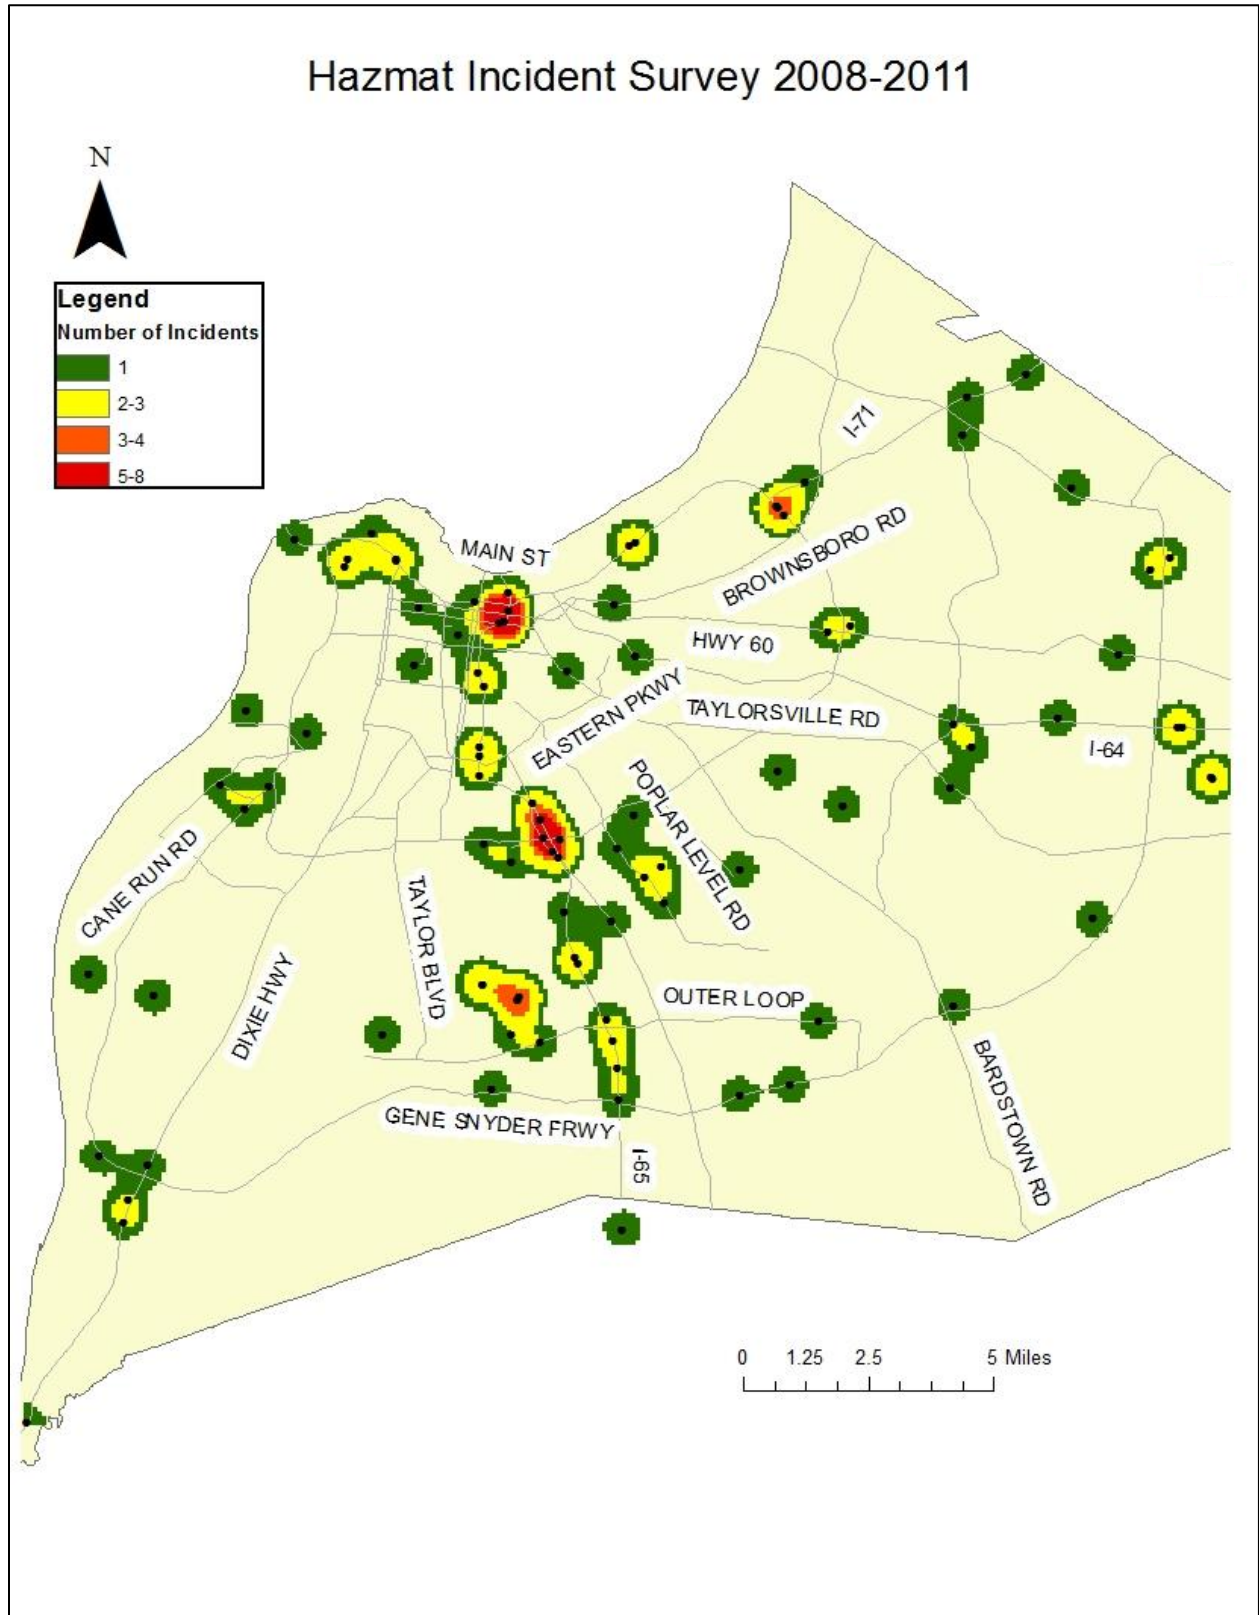 Hazmat Incident Survey 2008-2011
N
Legend
Number of Incidents
1
2-3
3-4
5-8
I-71
MAIN ST
BROWNSBORO RD
HWY 60
EASTERN PKWY
TAYLORSVILLE RD
I-64
POPLAR LEVEL RD
CANE RUN RD
TAYLOR BLVD
DIXIE HWY
OUTER LOOP
GENE SNYDER FRWY
I-65
BARDSTOWN RD
0 1.25 2.5 5 Miles